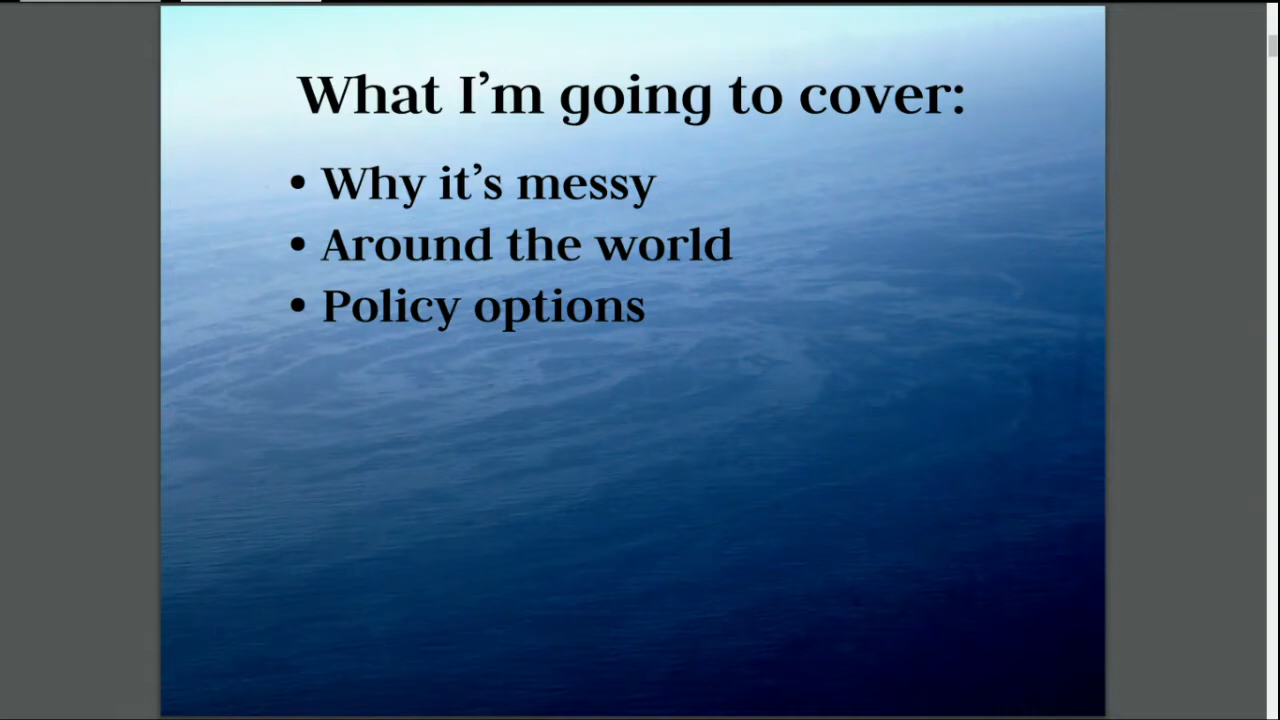 What I’m going to cover:
• Why it’s messy
• Around the world
• Policy options